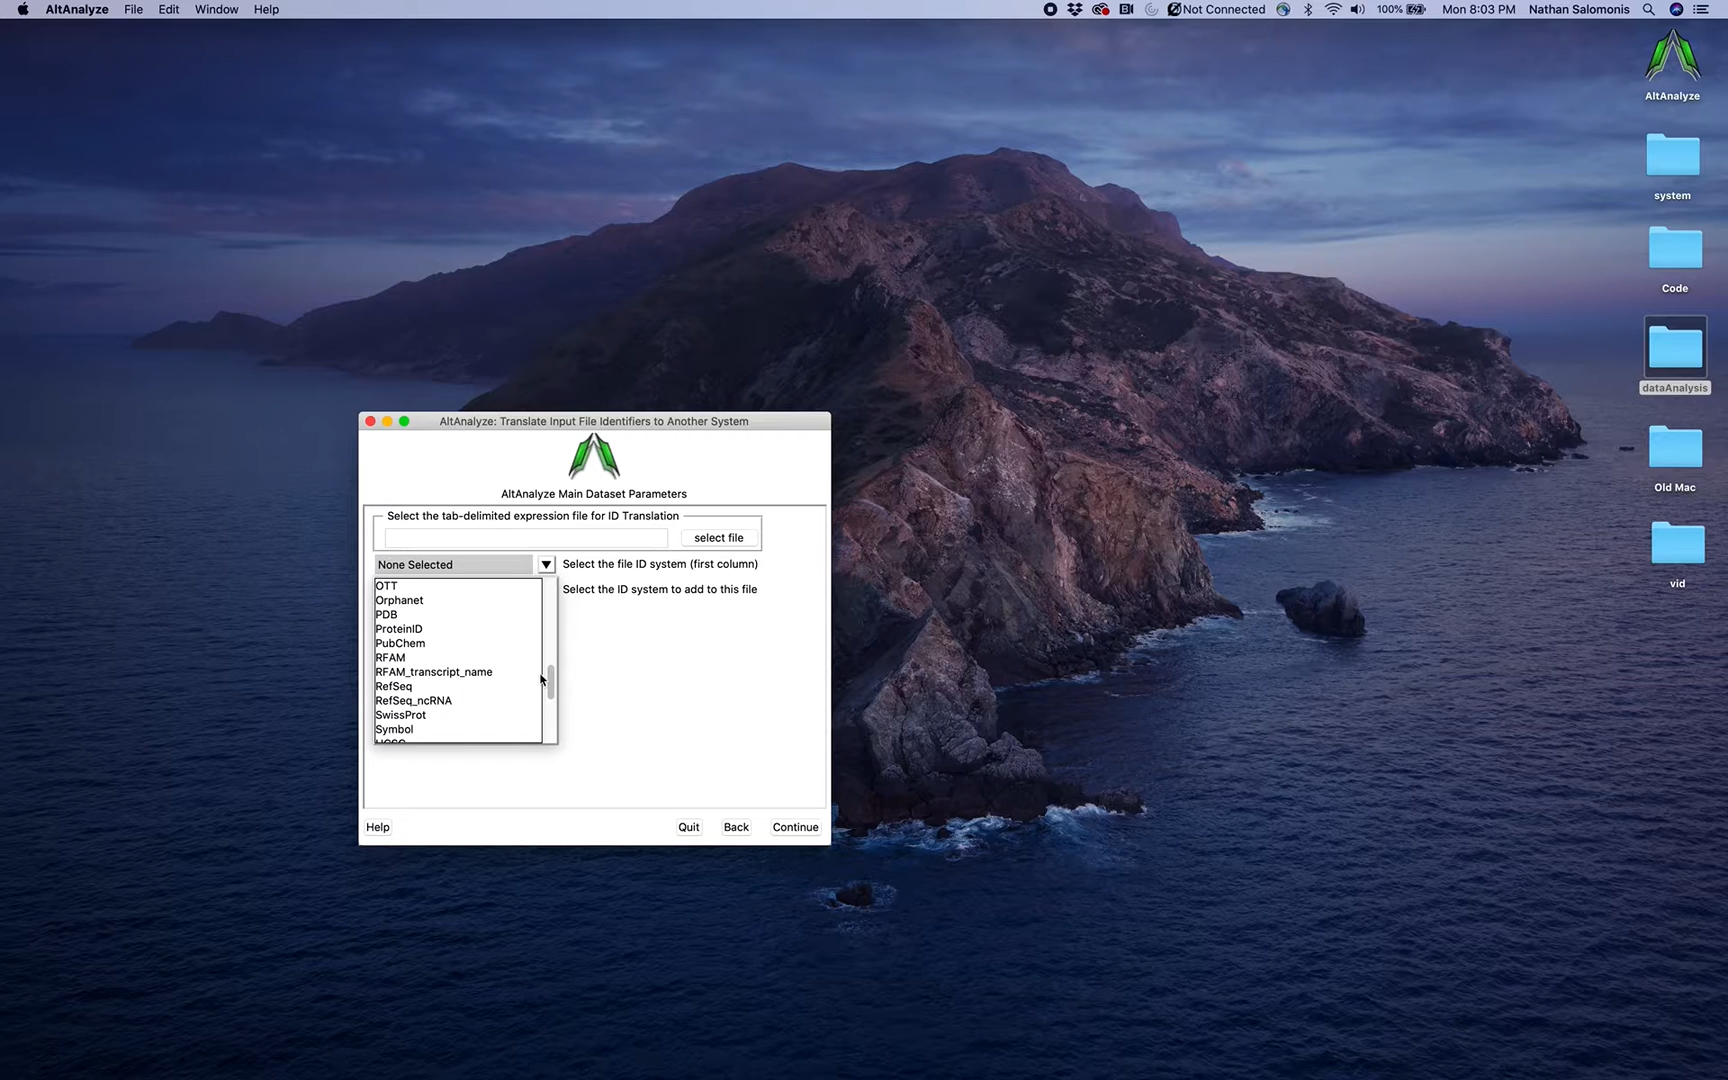 AltAnalyze File Edit Window Help
Not Connected 100% Mon 8:03 PM Nathan Salomonis
AltAnalyze
system
Code
dataAnalysis
Old Mac
vid
AltAnalyze: Translate Input File Identifiers to Another System
AltAnalyze Main Dataset Parameters
Select the tab-delimited expression file for ID Translation
select file
None Selected
Select the file ID system (first column)
Select the ID system to add to this file
OTT
Orphanet
PDB
ProteinID
PubChem
RFAM
RFAM_transcript_name
RefSeq
RefSeq_ncRNA
SwissProt
Symbol
Help
Quit
Back
Continue